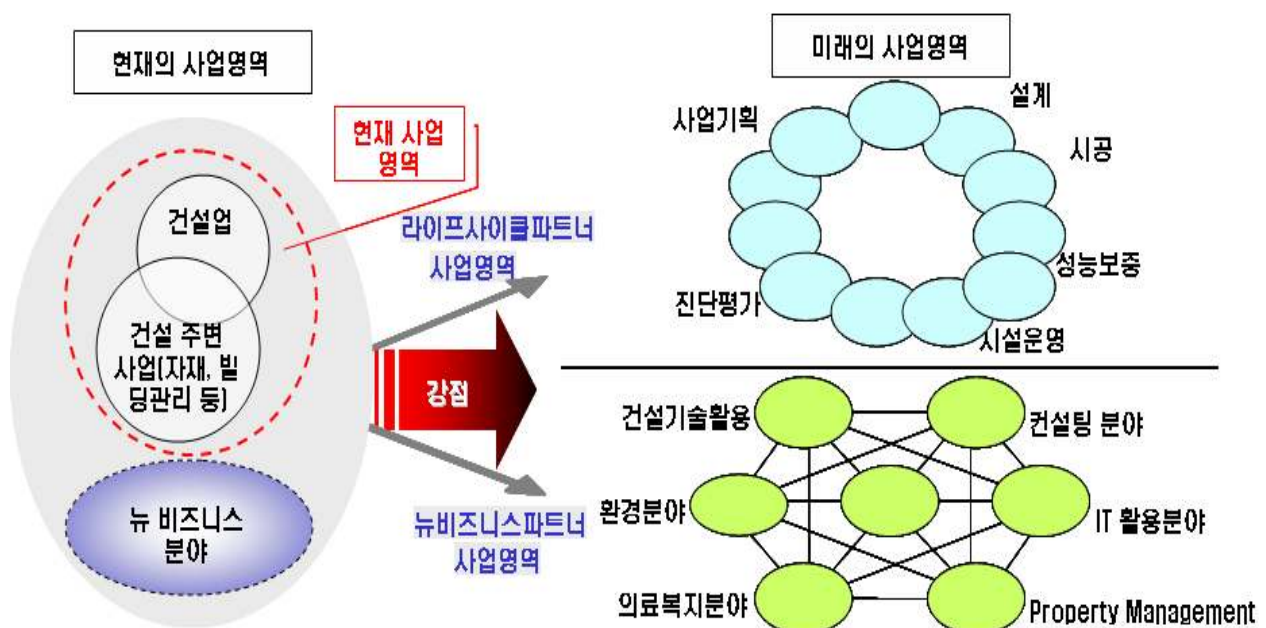 현재의 사업영역
현재 사업
영역
건설업
건설 주변
사업(자재, 빌
딩관리 등)
뉴 비즈니스
분야
라이프사이클파트너
사업영역
강점
뉴비즈니스파트너
사업영역
미래의 사업영역
사업기획
설계
시공
성능보증
시설운영
진단평가
건설기술활용
컨설팅 분야
환경분야
IT 활용분야
의료복지분야
Property Management